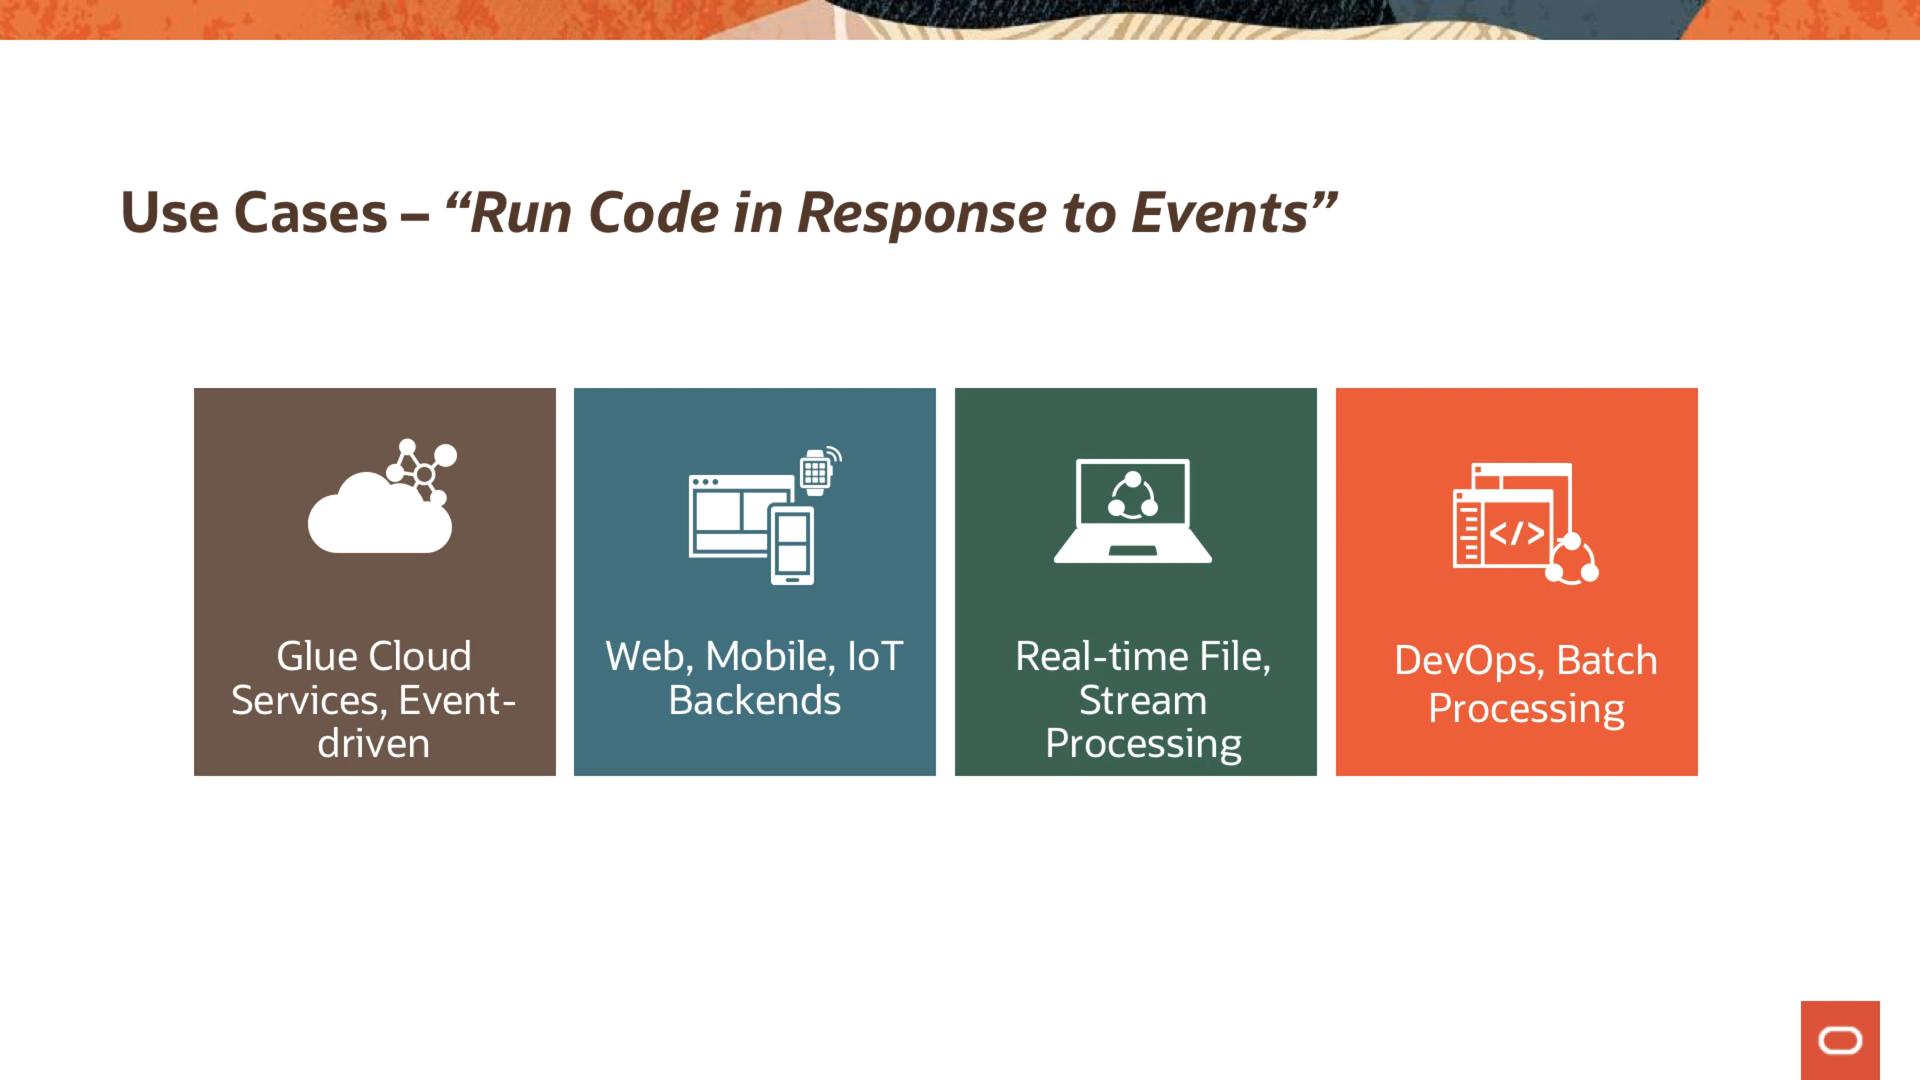 Use Cases – “Run Code in Response to Events”
Glue Cloud
Services, Event-
driven
Web, Mobile, IoT
Backends
Real-time File,
Stream
Processing
</>
DevOps, Batch
Processing